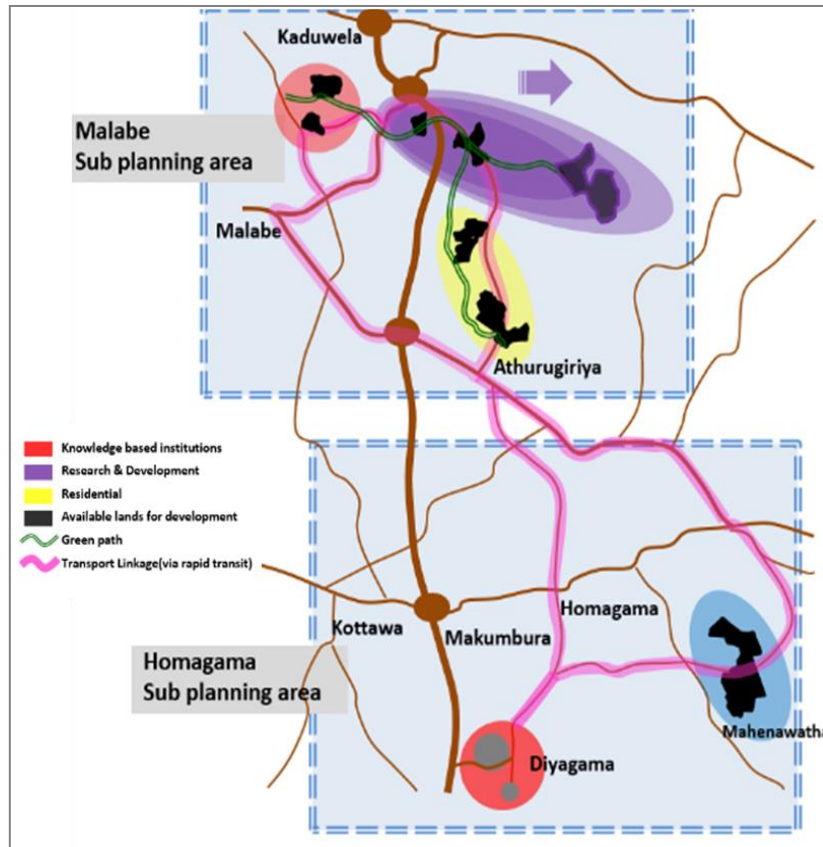 Kaduwela
Malabe
Sub planning area
Malabe
Athurugiriya
Knowledge based institutions
Research & Development
Residential
Available lands for development
Green path
Transport Linkage(via rapid transit)
Homagama
Kottawa
Makumbura
Homagama
Sub planning area
Mahenawatha
Diyagama